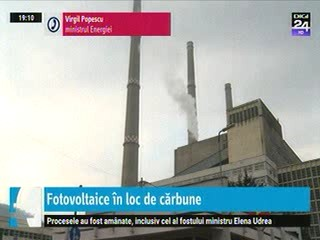 19:10
Virgil Popescu
ministrul Energiei
DIGI
24
HD
Fotovoltaice în loc de cărbune
Procesele au fost amânate, inclusiv cel al fostului ministru Elena Udrea